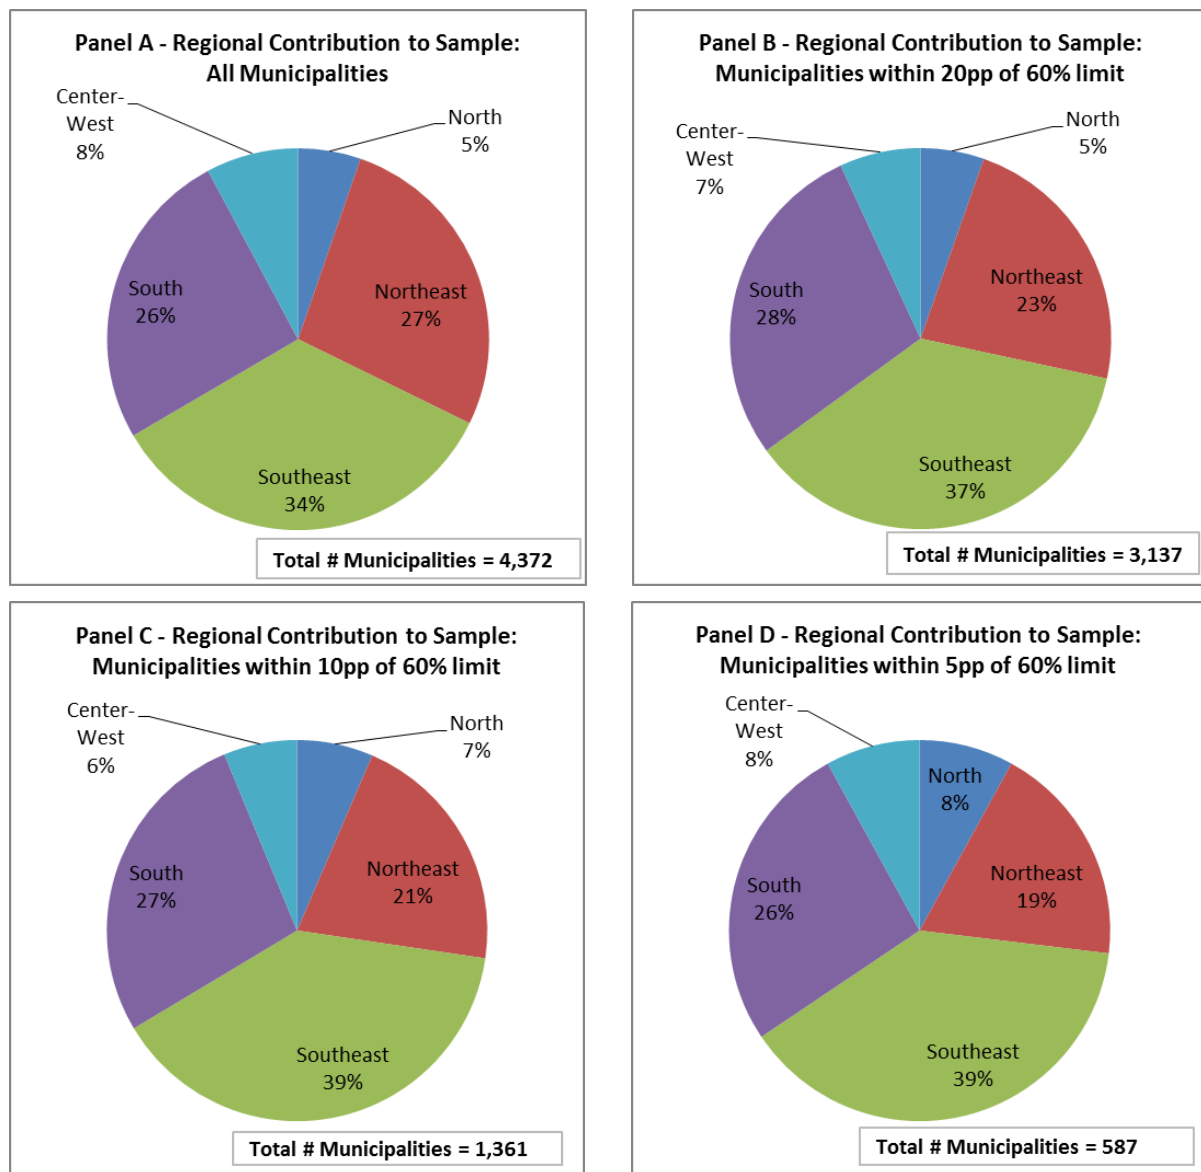 Panel A - Regional Contribution to Sample:
All Municipalities
Center-
West
8%
North
5%
Northeast
27%
South
26%
Southeast
34%
Total # Municipalities = 4,372
Panel B - Regional Contribution to Sample:
Municipalities within 20pp of 60% limit
Center-
West
7%
North
5%
Northeast
23%
South
28%
Southeast
37%
Total # Municipalities = 3,137
Panel C - Regional Contribution to Sample:
Municipalities within 10pp of 60% limit
Center-
West
6%
North
7%
Northeast
21%
South
27%
Southeast
39%
Total # Municipalities = 1,361
Panel D - Regional Contribution to Sample:
Municipalities within 5pp of 60% limit
Center-
West
8%
North
8%
Northeast
19%
South
26%
Southeast
39%
Total # Municipalities = 587